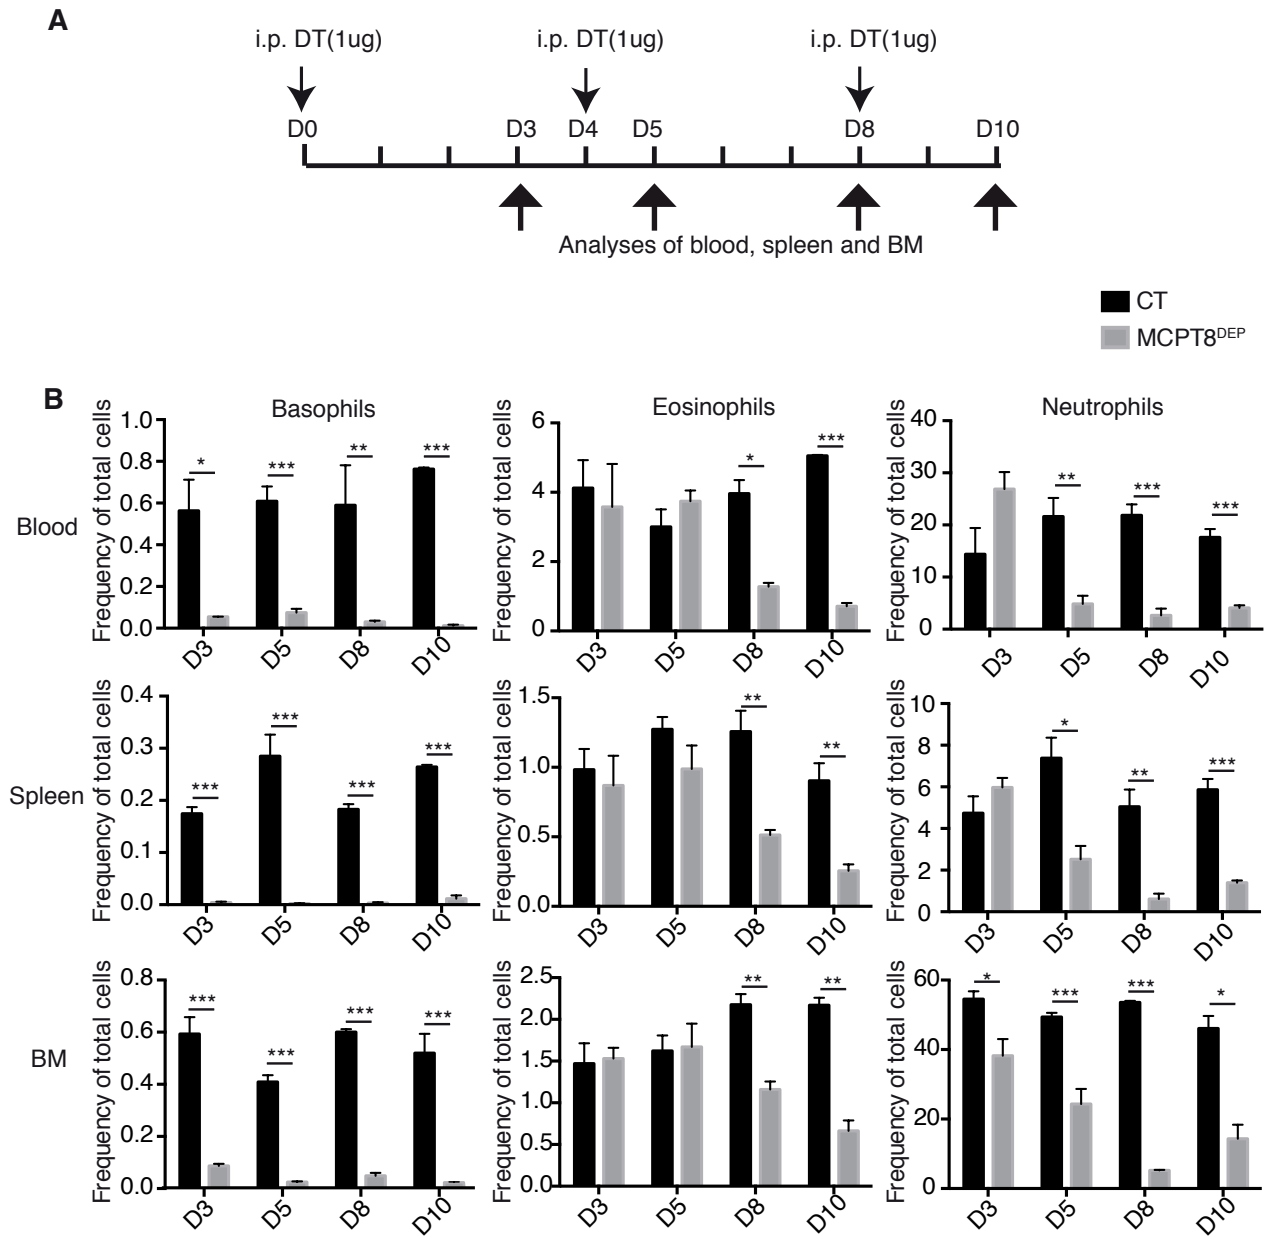 A
i.p. DT(1ug) i.p. DT(1ug) i.p. DT(1ug)
D0 D3 D4 D5 D8 D10
Analyses of blood, spleen and BM
CT
MCPT8DEP
B
Basophils Eosinophils Neutrophils
Blood
Frequency of total cells
1.0
0.8
0.6
0.4
0.2
0.0
* *** ** ***
D3 D5 D8 D10
Frequency of total cells
6
4
2
0
* ***
D3 D5 D8 D10
Frequency of total cells
40
30
20
10
0
** *** ***
D3 D5 D8 D10
Spleen
Frequency of total cells
0.4
0.3
0.2
0.1
0.0
*** *** *** ***
D3 D5 D8 D10
Frequency of total cells
1.5
1.0
0.5
0.0
** **
D3 D5 D8 D10
Frequency of total cells
10
8
6
4
2
0
* ** ***
D3 D5 D8 D10
BM
Frequency of total cells
0.8
0.6
0.4
0.2
0.0
*** *** *** ***
D3 D5 D8 D10
Frequency of total cells
2.5
2.0
1.5
1.0
0.5
0.0
** **
D3 D5 D8 D10
Frequency of total cells
60
40
20
0
* *** *** *
D3 D5 D8 D10